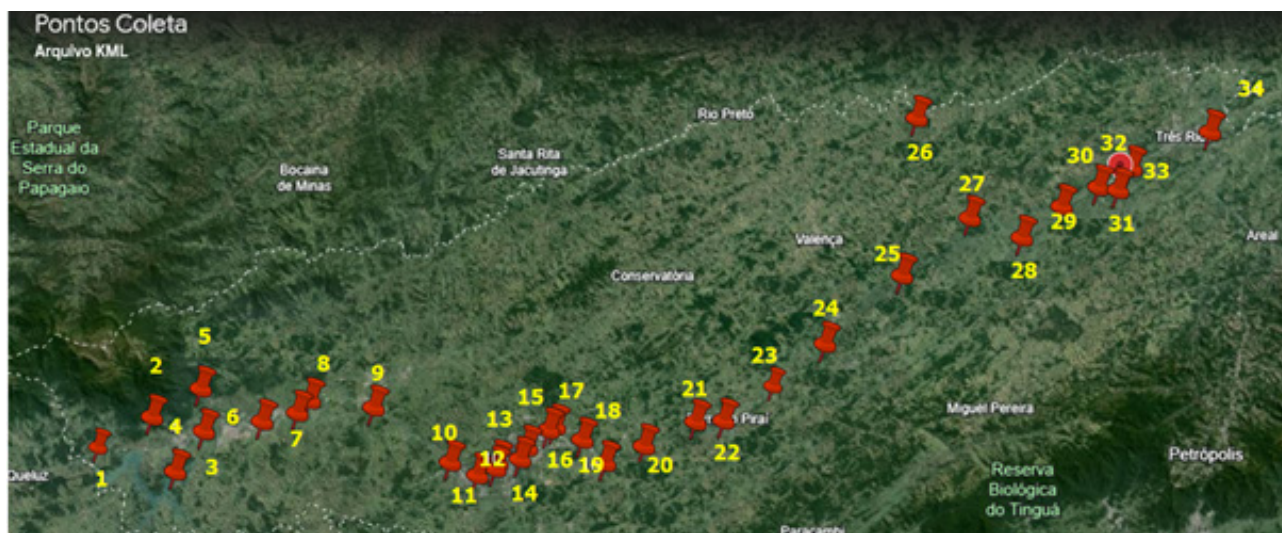 Pontos Coleta
Arquivo KML
34
Rio Preto
Parque
Estadual da
Serra do
Papagaio
Santa Rita
de Jacutinga
Bocaina
de Minas
26
Três Rio
32
30
33
27
29
31
Valença
Areal
25
28
Conservatória
24
5
2
8
9
23
4
6
15
17
21
Miguel Pereira
7
13
18
Piraí
10
22
Petrópolis
12
16
19
20
Queluz
1
3
11
14
Reserva
Biológica
do Tinguá
Paracambi